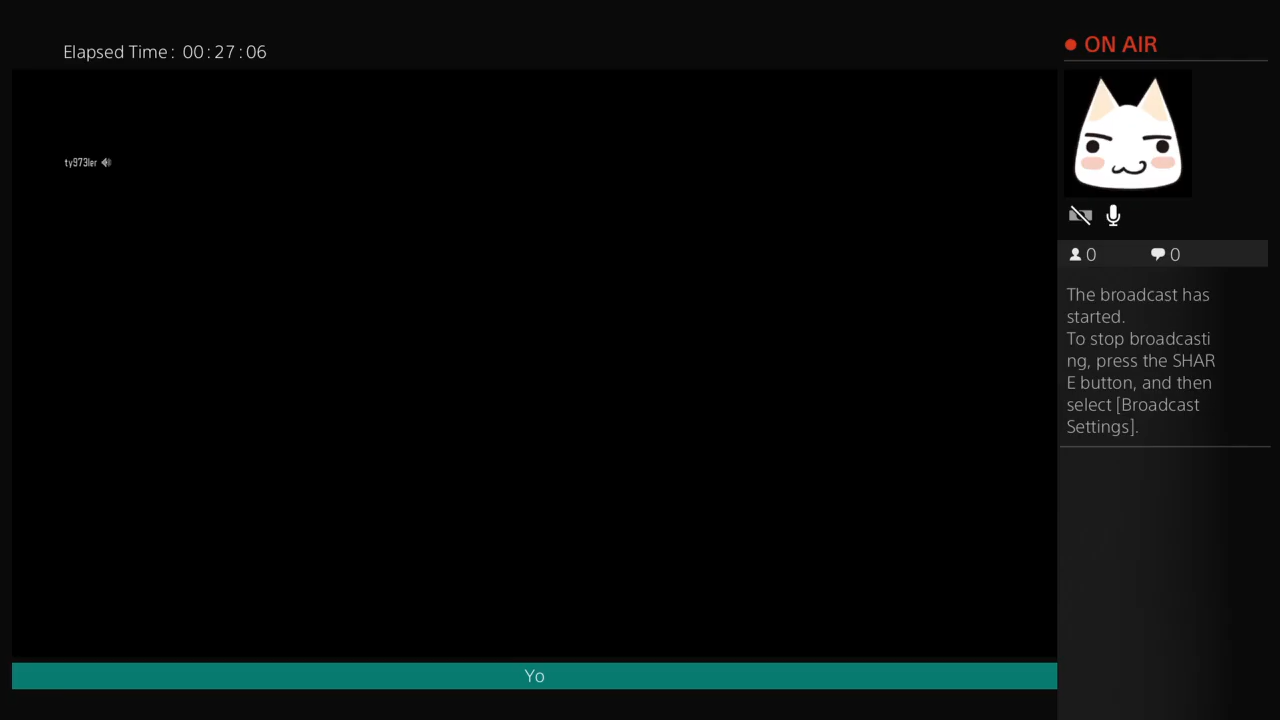 Elapsed Time: 00:27:06
ON AIR
ty973ler
0 0
The broadcast has
started.
To stop broadcasti
ng, press the SHAR
E button, and then
select [Broadcast
Settings].
Yo